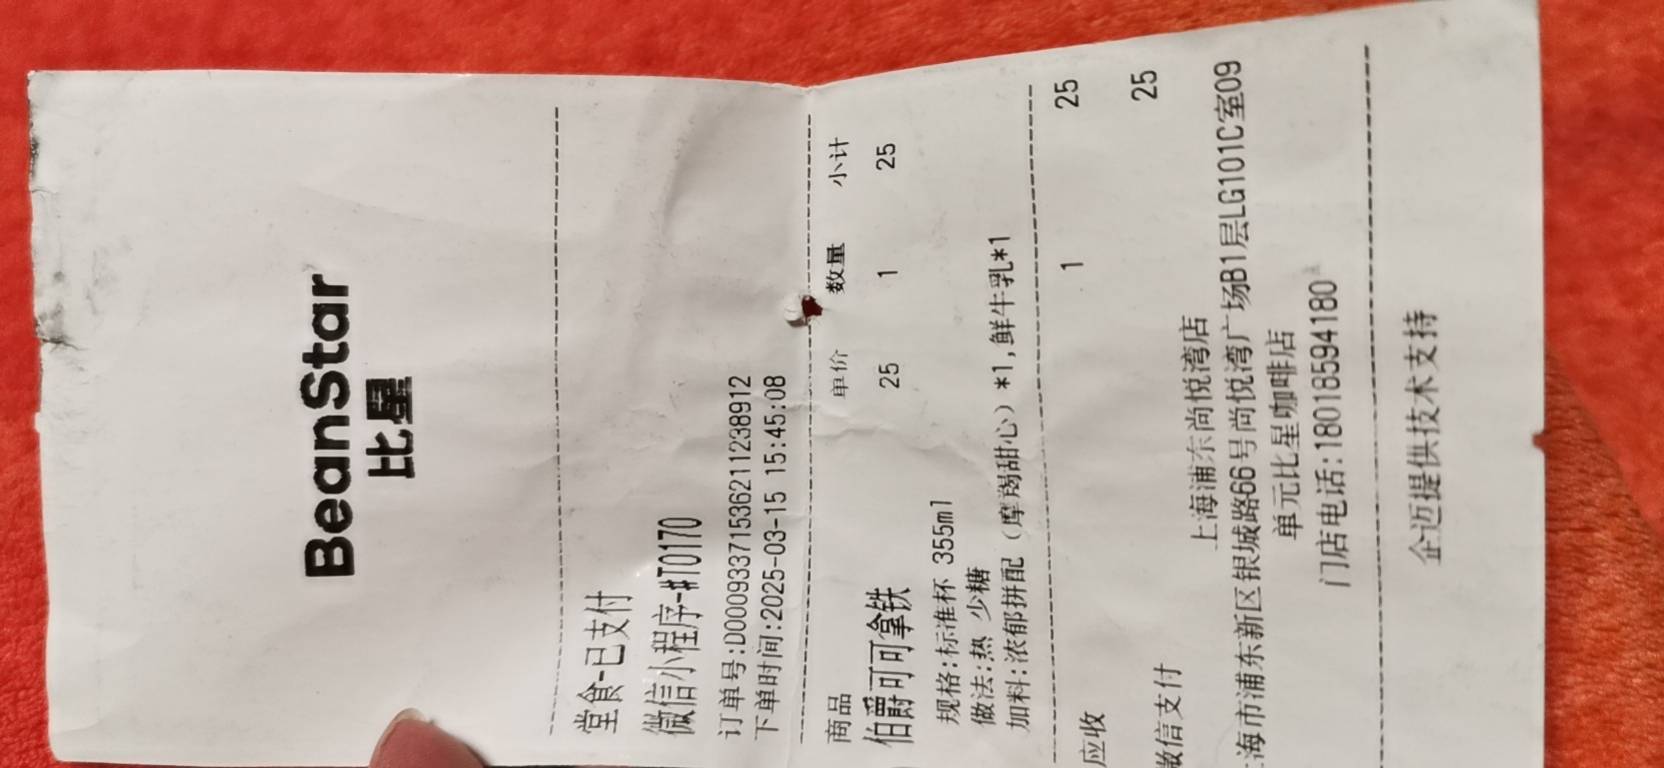 BeanStar
比星
堂食-已支付
微信小程序-#T0170
订单号:D00093371536211238912
下单时间:2025-03-15 15:45:08
商品 单价 数量 小计
伯爵可可拿铁 25 1 25
规格:标准杯 355ml
做法:热 少糖
加料:浓郁拼配（摩羯甜心）*1,鲜牛乳*1
应收 1 25
微信支付 25
上海浦东尚悦湾店
海市浦东新区银城路66号尚悦湾广场B1层LG101C室09
单元比星咖啡店
门店电话:18018594180
企迈提供技术支持